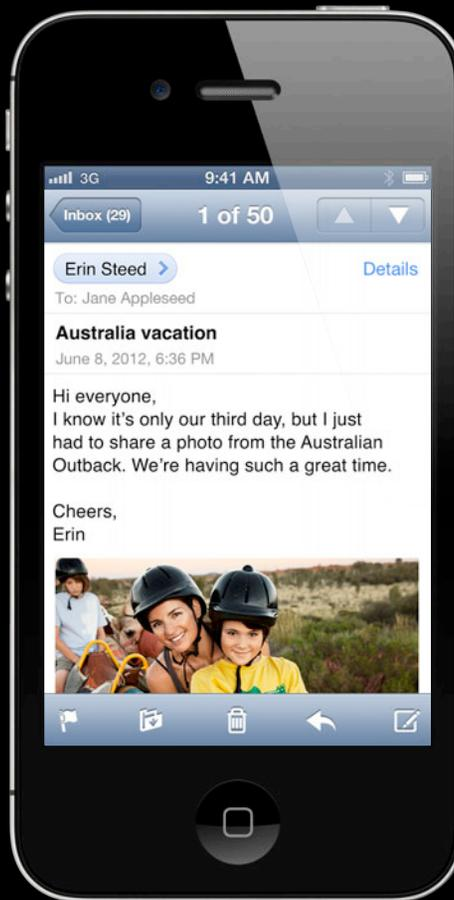 3G 9:41 AM
Inbox (29) 1 of 50
Erin Steed Details
To: Jane Appleseed
Australia vacation
June 8, 2012, 6:36 PM
Hi everyone,
I know it’s only our third day, but I just
had to share a photo from the Australian
Outback. We’re having such a great time.
Cheers,
Erin